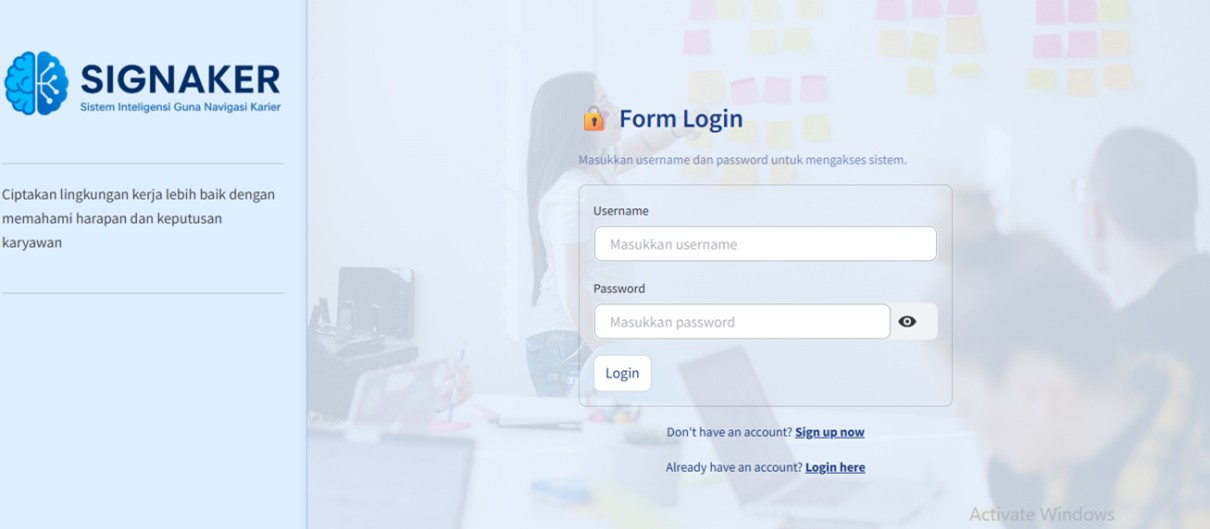 SIGNAKER
Sistem Inteligensi Guna Navigasi Karier
Ciptakan lingkungan kerja lebih baik dengan
memahami harapan dan keputusan
karyawan
Form Login
Masukkan username dan password untuk mengakses sistem.
Username
Masukkan username
Password
Masukkan password
Login
Don't have an account? Sign up now
Already have an account? Login here
Activate Windows